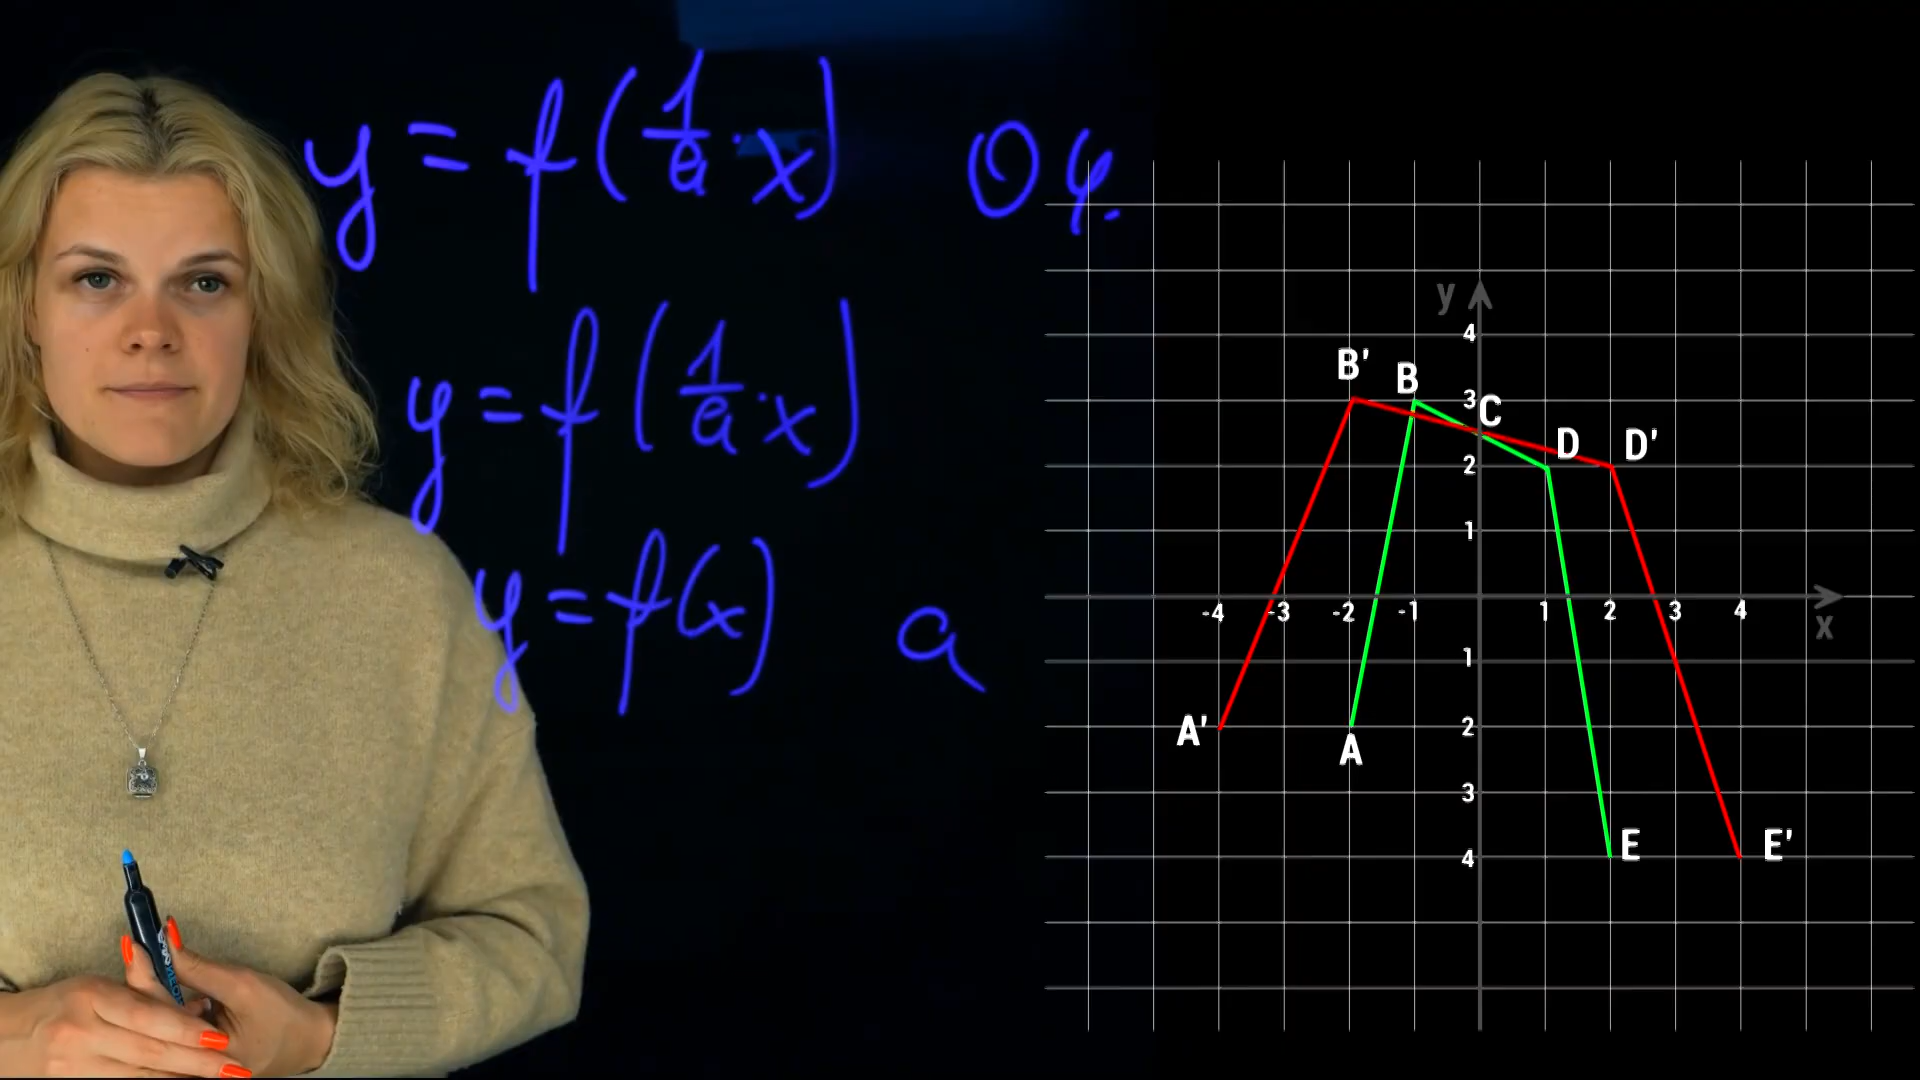 y = f(1/a · x) Oy.
y = f(1/a · x)
y = f(x) a
y
4
B' B 3 C
D D'
2
1
-4 -3 -2 -1 1 2 3 4
x
1
A' 2
A
3
E E'
4